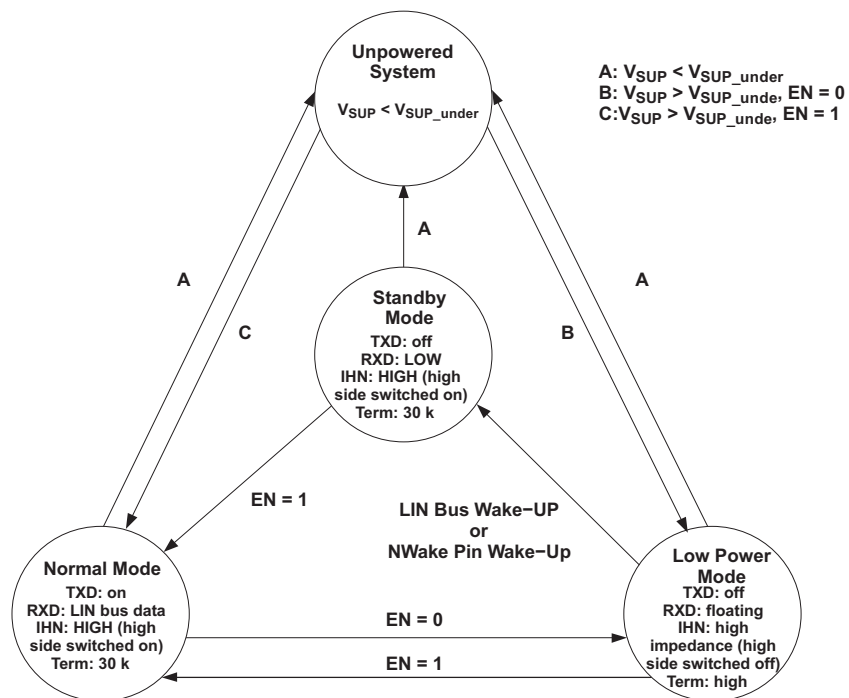 Unpowered
System
VSUP < VSUP_under
A: VSUP < VSUP_under
B: VSUP > VSUP_unde, EN = 0
C:VSUP > VSUP_unde, EN = 1
A
A
A
C
B
Standby
Mode
TXD: off
RXD: LOW
IHN: HIGH (high
side switched on)
Term: 30 k
EN = 1
LIN Bus Wake−UP
or
NWake Pin Wake−Up
Normal Mode
TXD: on
RXD: LIN bus data
IHN: HIGH (high
side switched on)
Term: 30 k
EN = 0
EN = 1
Low Power
Mode
TXD: off
RXD: floating
IHN: high
impedance (high
side switched off)
Term: high